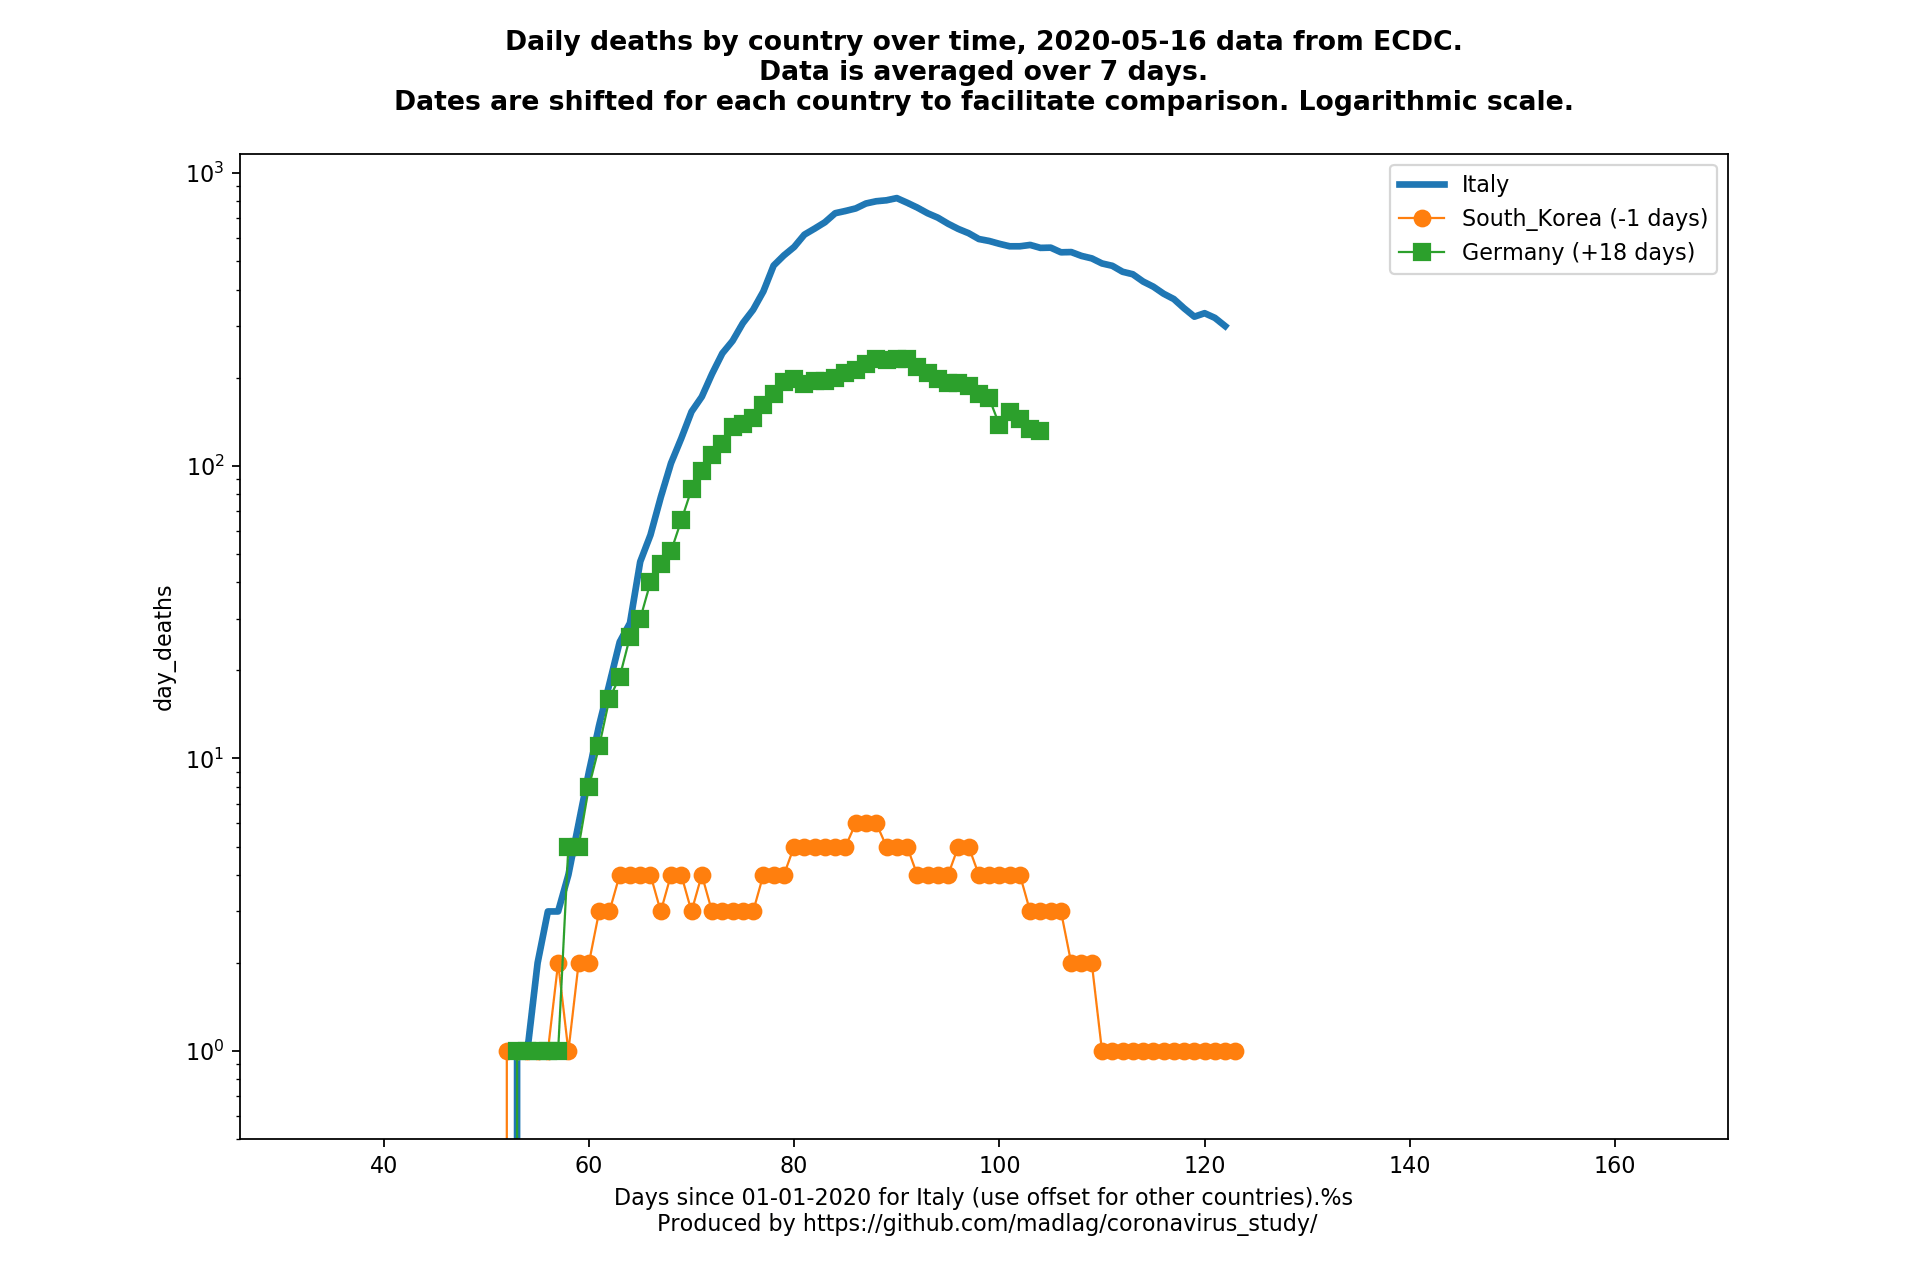 Daily deaths by country over time, 2020-05-16 data from ECDC.
Data is averaged over 7 days.
Dates are shifted for each country to facilitate comparison. Logarithmic scale.
Italy
South_Korea (-1 days)
Germany (+18 days)
10³
10²
10¹
10⁰
day_deaths
40 60 80 100 120 140 160
Days since 01-01-2020 for Italy (use offset for other countries).%s
Produced by https://github.com/madlag/coronavirus_study/